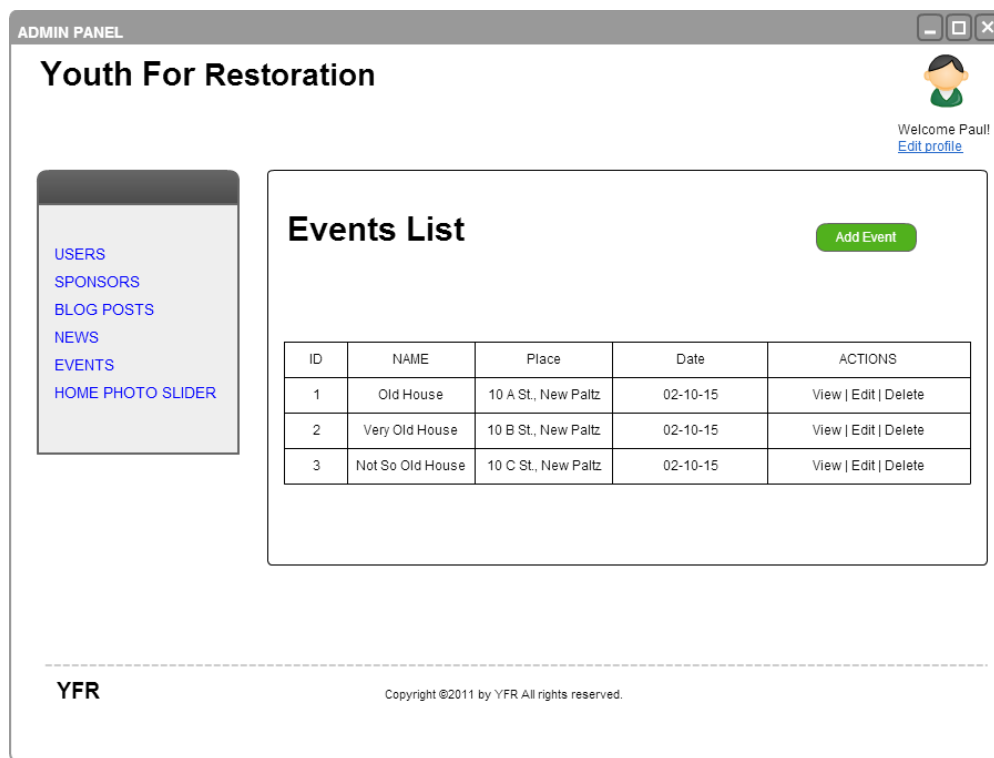 ADMIN PANEL
Youth For Restoration
Welcome Paul!
Edit profile
USERS
SPONSORS
BLOG POSTS
NEWS
EVENTS
HOME PHOTO SLIDER
Events List
Add Event
ID NAME Place Date ACTIONS
1 Old House 10 A St., New Paltz 02-10-15 View | Edit | Delete
2 Very Old House 10 B St., New Paltz 02-10-15 View | Edit | Delete
3 Not So Old House 10 C St., New Paltz 02-10-15 View | Edit | Delete
YFR
Copyright ©2011 by YFR All rights reserved.